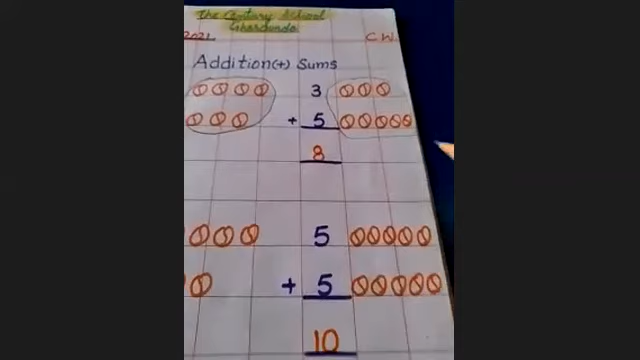 The Century School
2021 C.W.
Addition(+) Sums
3
+ 5
8
5
+ 5
10